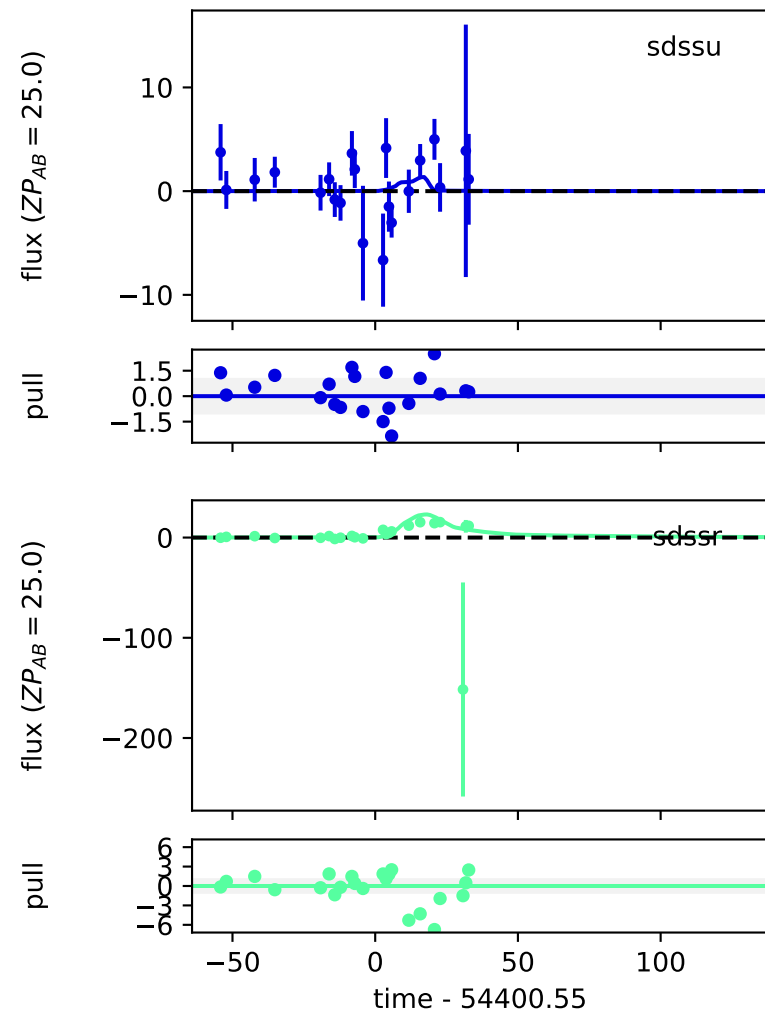 sdssu
flux (ZP_AB = 25.0)
10
0
−10
pull
1.5
0.0
−1.5
sdssr
flux (ZP_AB = 25.0)
0
−100
−200
pull
6
3
0
−3
−6
−50 0 50 100
time - 54400.55